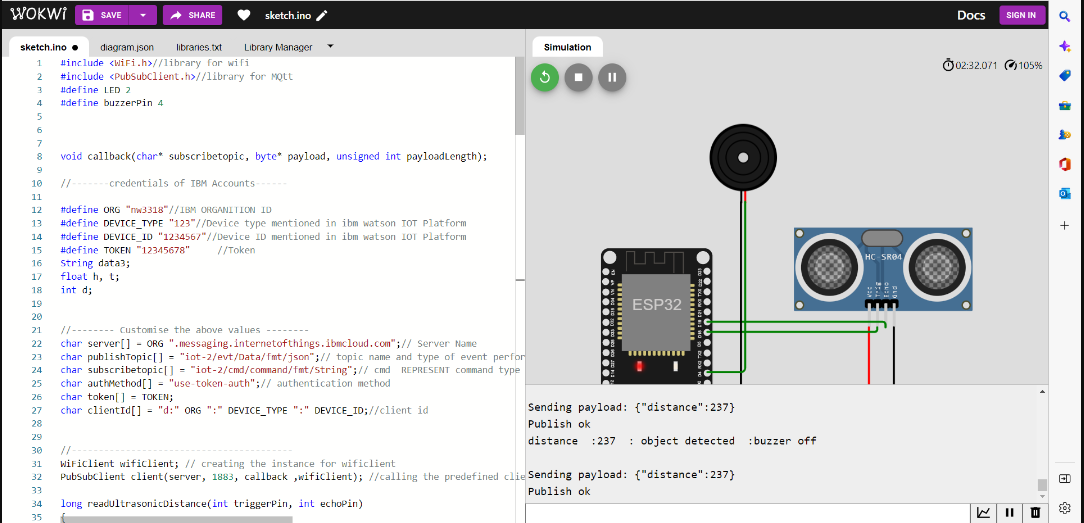 WOKWi SAVE SHARE sketch.ino Docs SIGN IN
sketch.ino diagram.json libraries.txt Library Manager
1 #include <WiFi.h>//library for wifi
2 #include <PubSubClient.h>//library for MQtt
3 #define LED 2
4 #define buzzerPin 4
5
6
7
8 void callback(char* subscribetopic, byte* payload, unsigned int payloadLength);
9
10 //-------credentials of IBM Accounts------
11
12 #define ORG "nw3318"//IBM ORGANITION ID
13 #define DEVICE_TYPE "123"//Device type mentioned in ibm watson IOT Platform
14 #define DEVICE_ID "1234567"//Device ID mentioned in ibm watson IOT Platform
15 #define TOKEN "12345678"     //Token
16 String data3;
17 float h, t;
18 int d;
19
20
21 //-------- Customise the above values --------
22 char server[] = ORG ".messaging.internetofthings.ibmcloud.com";// Server Name
23 char publishTopic[] = "iot-2/evt/Data/fmt/json";// topic name and type of event perfor
24 char subscribetopic[] = "iot-2/cmd/command/fmt/String";// cmd  REPRESENT command type
25 char authMethod[] = "use-token-auth";// authentication method
26 char token[] = TOKEN;
27 char clientId[] = "d:" ORG ":" DEVICE_TYPE ":" DEVICE_ID;//client id
28
29
30 //-----------------------------------------
31 WiFiClient wifiClient; // creating the instance for wificlient
32 PubSubClient client(server, 1883, callback ,wifiClient); //calling the predefined clie
33
34 long readUltrasonicDistance(int triggerPin, int echoPin)
35 {
Simulation
02:32.071 105%
HC-SR04
ESP32
Sending payload: {"distance":237}
Publish ok
distance  :237  : object detected  :buzzer off
Sending payload: {"distance":237}
Publish ok